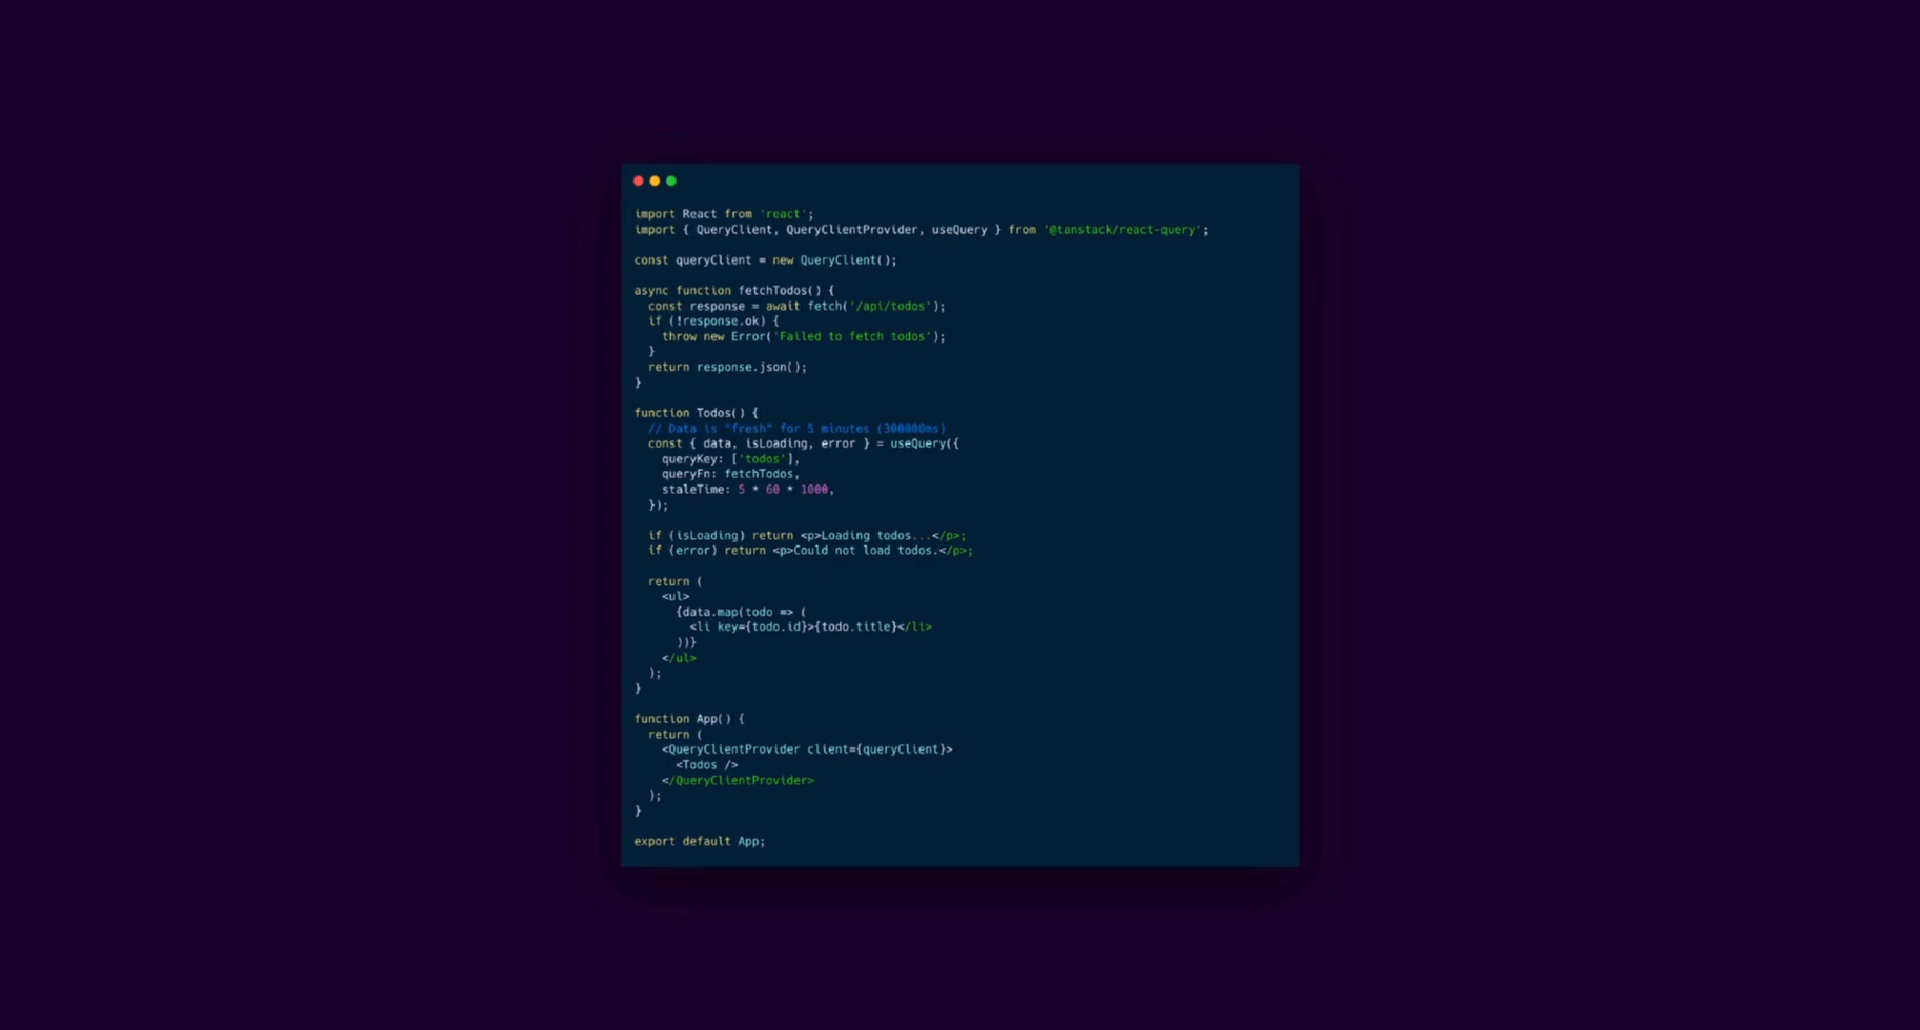 import React from 'react';
import { QueryClient, QueryClientProvider, useQuery } from '@tanstack/react-query';
const queryClient = new QueryClient();
async function fetchTodos() {
const response = await fetch('/api/todos');
if (!response.ok) {
throw new Error('Failed to fetch todos');
}
return response.json();
}
function Todos() {
// Data is "fresh" for 5 minutes (300000ms)
const { data, isLoading, error } = useQuery({
queryKey: ['todos'],
queryFn: fetchTodos,
staleTime: 5 * 60 * 1000,
});
if (isLoading) return <p>Loading todos...</p>;
if (error) return <p>Could not load todos.</p>;
return (
<ul>
{data.map(todo => (
<li key={todo.id}>{todo.title}</li>
))}
</ul>
);
}
function App() {
return (
<QueryClientProvider client={queryClient}>
<Todos />
</QueryClientProvider>
);
}
export default App;